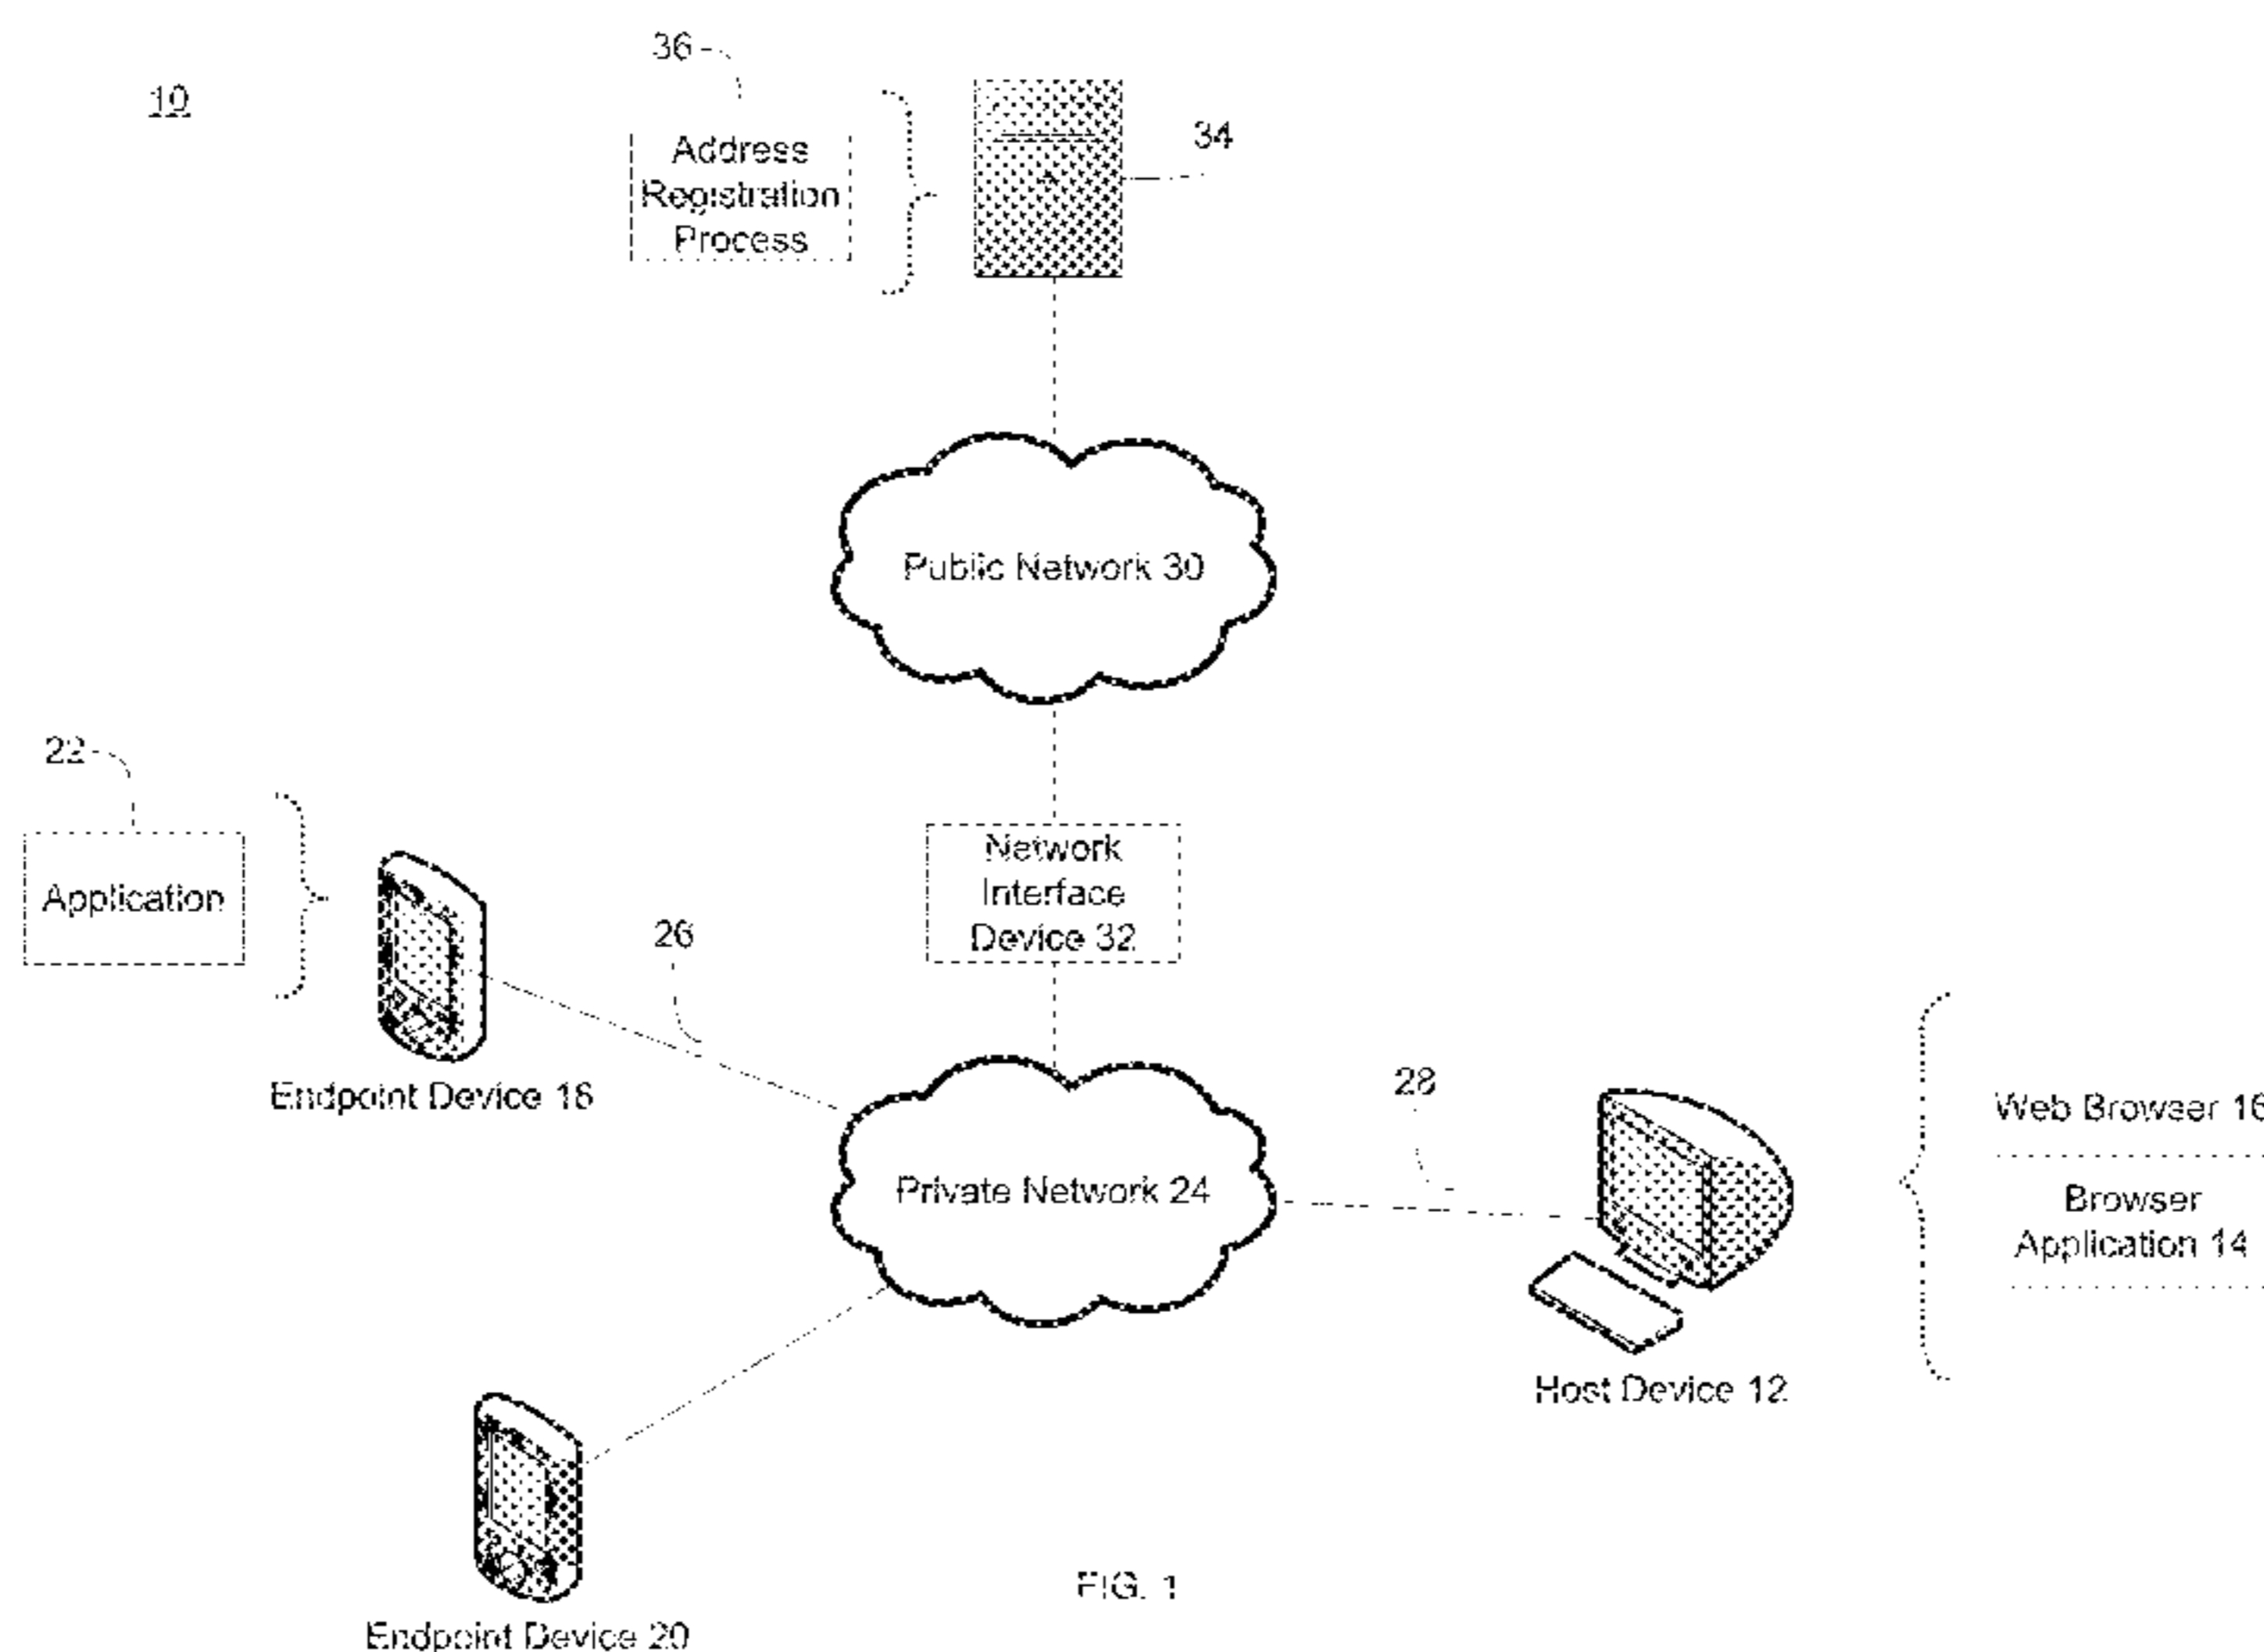 10
36
Address
Registration
Process
34
Public Network 30
22
Application
Network
Interface
Device 32
26
Endpoint Device 18
Private Network 24
28
Web Browser 16
Browser
Application 14
Host Device 12
Endpoint Device 20
FIG. 1